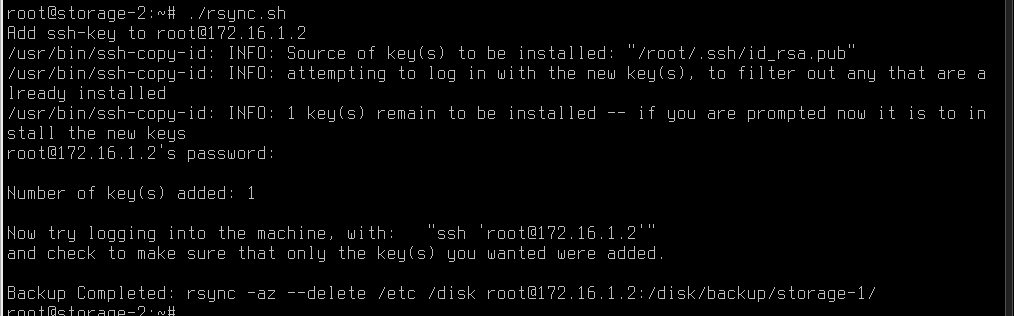 root@storage-2:~# ./rsync.sh
Add ssh-key to root@172.16.1.2
/usr/bin/ssh-copy-id: INFO: Source of key(s) to be installed: "/root/.ssh/id_rsa.pub"
/usr/bin/ssh-copy-id: INFO: attempting to log in with the new key(s), to filter out any that are a
lready installed
/usr/bin/ssh-copy-id: INFO: 1 key(s) remain to be installed -- if you are prompted now it is to in
stall the new keys
root@172.16.1.2's password:
Number of key(s) added: 1
Now try logging into the machine, with:   "ssh 'root@172.16.1.2'"
and check to make sure that only the key(s) you wanted were added.
Backup Completed: rsync -az --delete /etc /disk root@172.16.1.2:/disk/backup/storage-1/
root@storage-2:~#